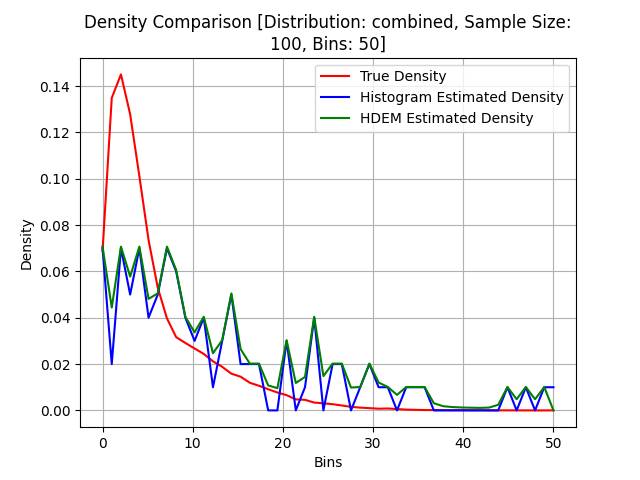 Density Comparison [Distribution: combined, Sample Size:
100, Bins: 50]
True Density
Histogram Estimated Density
HDEM Estimated Density
Density
0.14
0.12
0.10
0.08
0.06
0.04
0.02
0.00
0 10 20 30 40 50
Bins